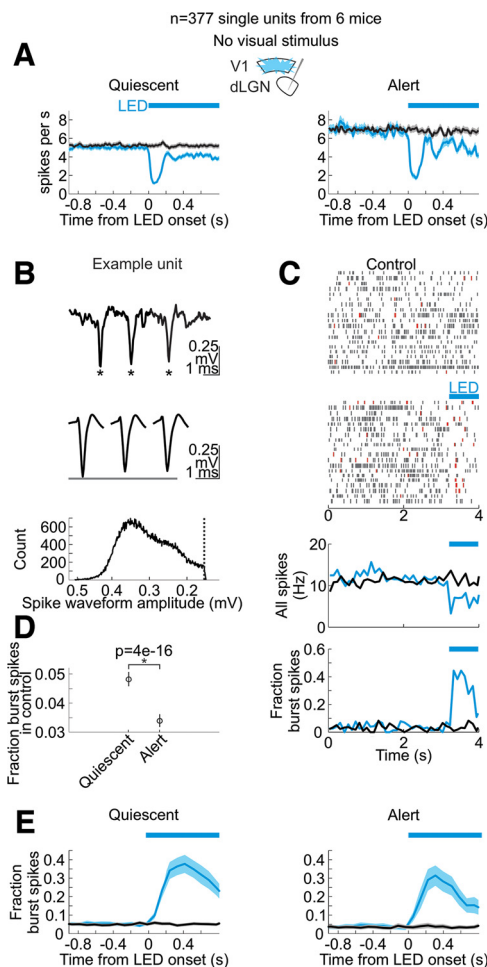 n=377 single units from 6 mice
No visual stimulus
A
V1
dLGN
Quiescent
LED
spikes per s
8
6
4
2
0
-0.8 -0.4 0 0.4
Time from LED onset (s)
Alert
8
6
4
2
0
-0.8 -0.4 0 0.4
Time from LED onset (s)
B
Example unit
0.25
mV
1 ms
* * *
0.25
mV
1 ms
Count
600
400
200
0
0.5 0.4 0.3 0.2
Spike waveform amplitude (mV)
C
Control
LED
0 2 4
All spikes
(Hz)
20
10
0
Fraction
burst spikes
0.6
0.4
0.2
0
0 2 4
Time (s)
D
p=4e-16
*
Fraction burst spikes
in control
0.05
0.04
0.03
Quiescent
Alert
E
Quiescent
Fraction
burst spikes
0.4
0.3
0.2
0.1
0
-0.8 -0.4 0 0.4
Time from LED onset (s)
Alert
0.4
0.3
0.2
0.1
0
-0.8 -0.4 0 0.4
Time from LED onset (s)